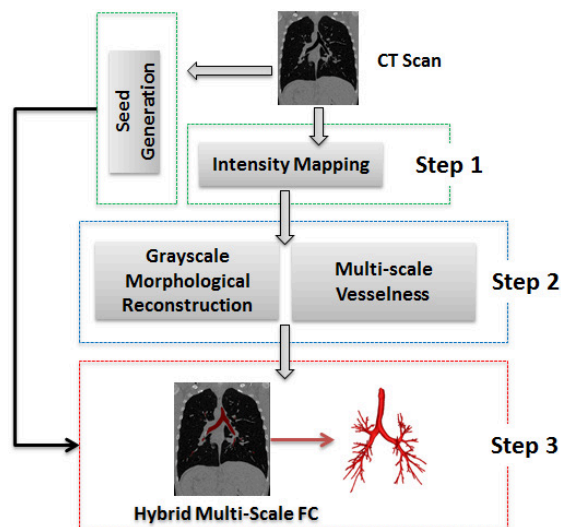 CT Scan
Seed
Generation
Intensity Mapping
Step 1
Grayscale
Morphological
Reconstruction
Multi-scale
Vesselness
Step 2
Step 3
Hybrid Multi-Scale FC